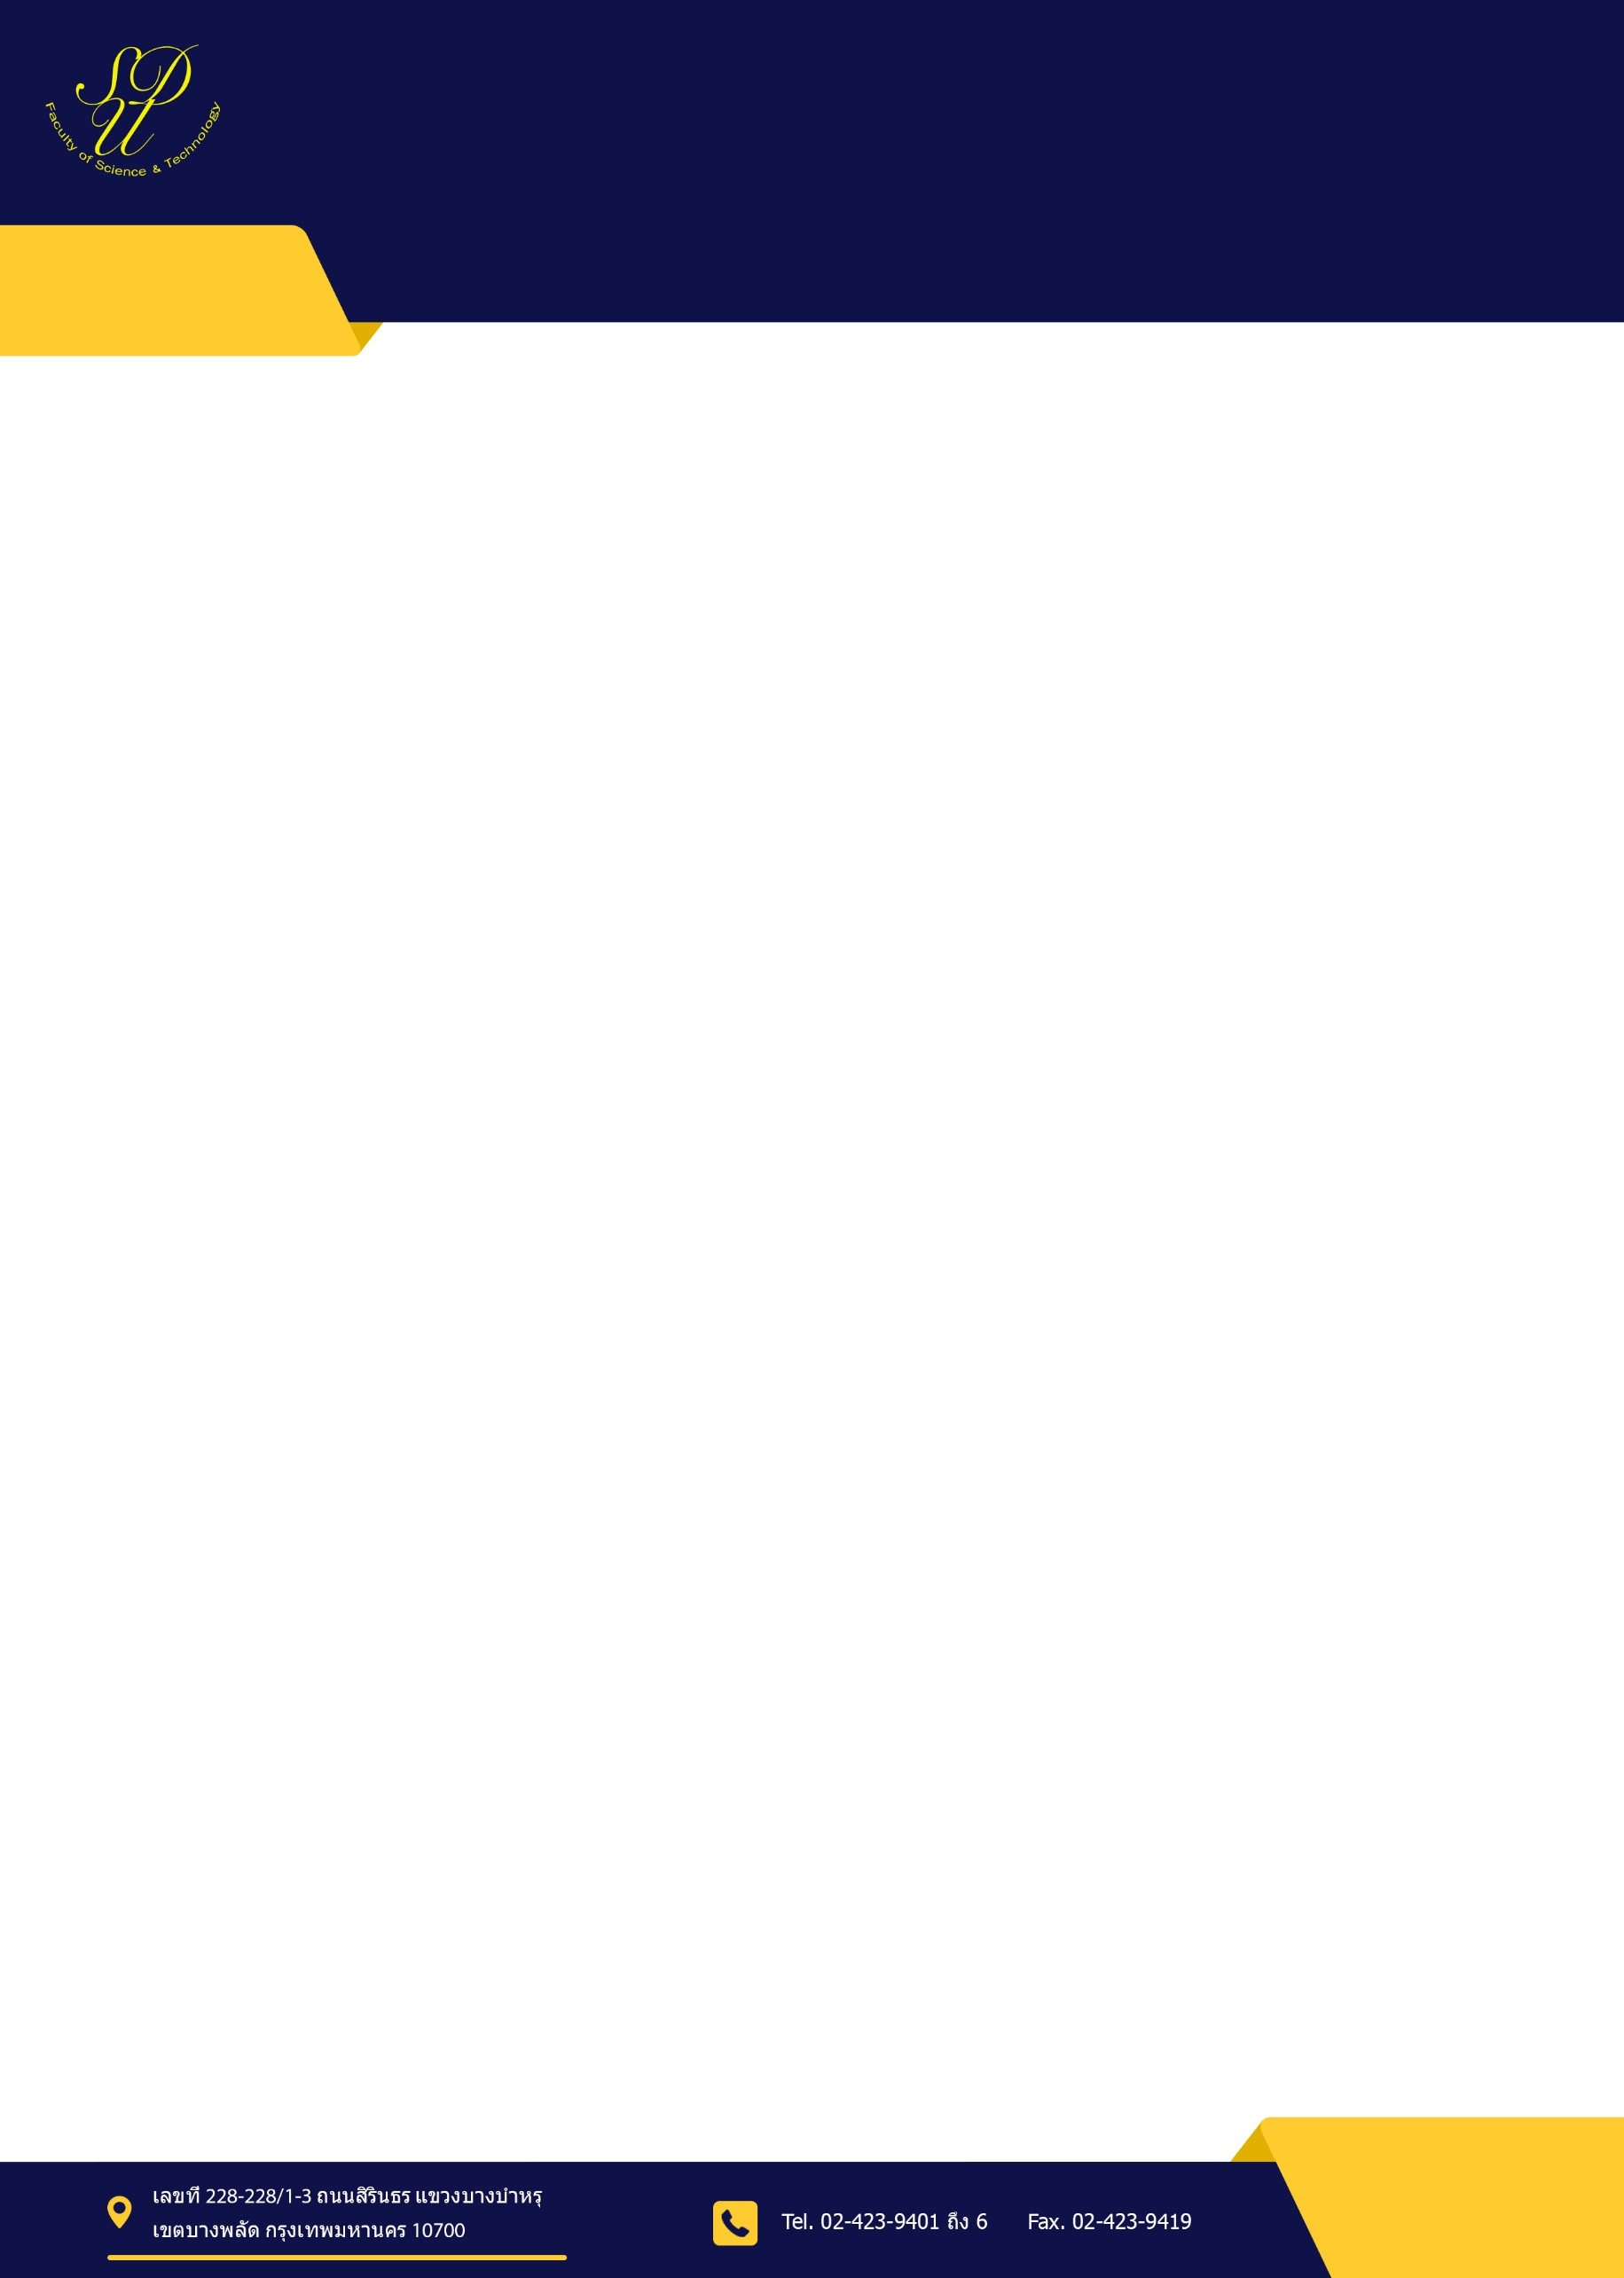 SDU
Faculty of Science & Technology
เลขที่ 228-228/1-3 ถนนสิรินธร แขวงบางบำหรุ
เขตบางพลัด กรุงเทพมหานคร 10700
Tel. 02-423-9401 ถึง 6 Fax. 02-423-9419